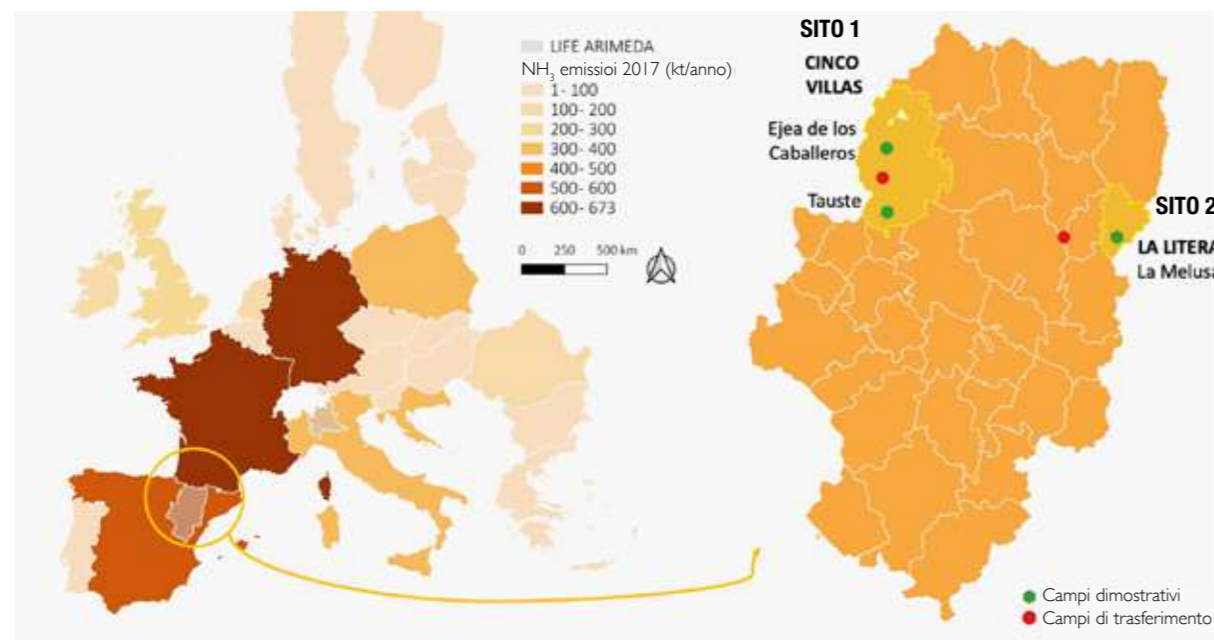 LIFE ARIMEDA
NH3 emissioi 2017 (kt/anno)
1- 100
100- 200
200- 300
300- 400
400- 500
500- 600
600- 673
0 250 500 km
SITO 1
CINCO
VILLAS
Ejea de los
Caballeros
Tauste
SITO 2
LA LITERA
La Melusa
Campi dimostrativi
Campi di trasferimento